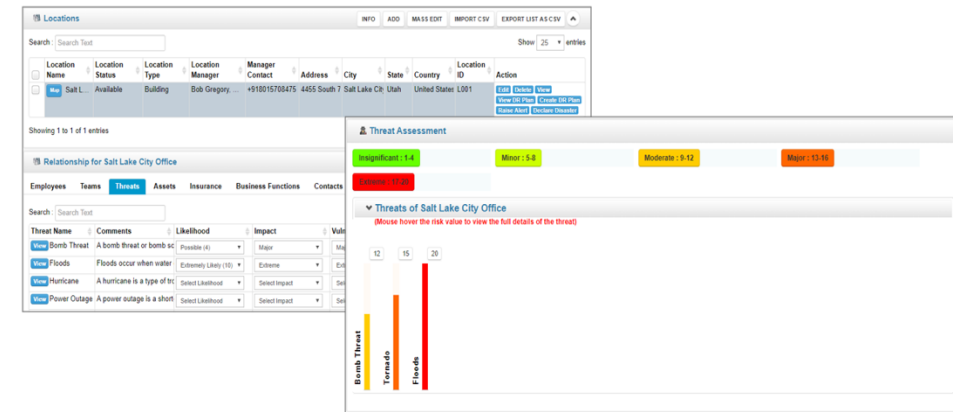 Locations
INFO ADD MASS EDIT IMPORT CSV EXPORT LIST AS CSV
Search : Search Text Show 25 entries
Location Name Location Status Location Type Location Manager Manager Contact Address City State Country Location ID Action
Map Salt L... Available Building Bob Gregory, ... +918015708475 4455 South 7 Salt Lake Cit Utah United States L001 Edit Delete View
View DR Plan Create DR Plan
Raise Alert Declare Disaster
Showing 1 to 1 of 1 entries
Relationship for Salt Lake City Office
Employees Teams Threats Assets Insurance Business Functions Contacts
Search : Search Text
Threat Name Comments Likelihood Impact Vuln
View Bomb Threat A bomb threat or bomb sc Possible (4) Major Maj
View Floods Floods occur when water Extremely Likely (10) Extreme Ext
View Hurricane A hurricane is a type of trc Select Likelihood Select Impact Sel
View Power Outage A power outage is a short Select Likelihood Select Impact Sel
Threat Assessment
Insignificant : 1-4 Minor : 5-8 Moderate : 9-12 Major : 13-16
Extreme : 17-20
Threats of Salt Lake City Office
(Mouse hover the risk value to view the full details of the threat)
12 15 20
Bomb Threat
Tornado
Floods